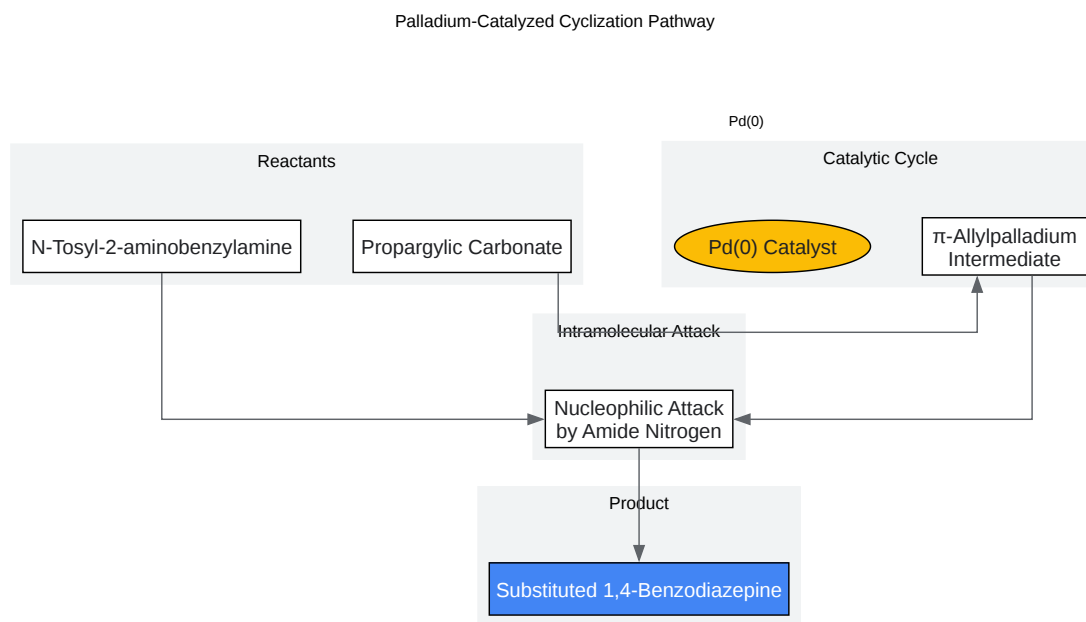 Palladium-Catalyzed Cyclization Pathway
Pd(0)
Reactants
Catalytic Cycle
N-Tosyl-2-aminobenzylamine
Propargylic Carbonate
Pd(0) Catalyst
π-Allylpalladium
Intermediate
Intramolecular Attack
Nucleophilic Attack
by Amide Nitrogen
Product
Substituted 1,4-Benzodiazepine